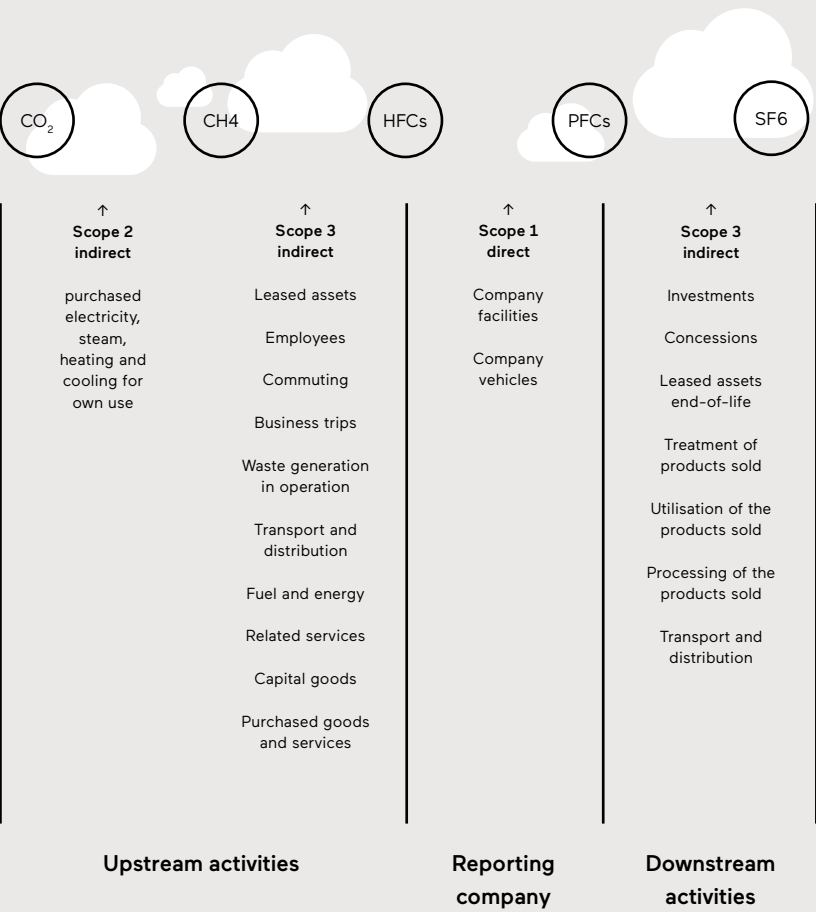 CO2
CH4
HFCs
PFCs
SF6
↑
Scope 2
indirect
purchased
electricity,
steam,
heating and
cooling for
own use
↑
Scope 3
indirect
Leased assets
Employees
Commuting
Business trips
Waste generation
in operation
Transport and
distribution
Fuel and energy
Related services
Capital goods
Purchased goods
and services
↑
Scope 1
direct
Company
facilities
Company
vehicles
↑
Scope 3
indirect
Investments
Concessions
Leased assets
end-of-life
Treatment of
products sold
Utilisation of the
products sold
Processing of the
products sold
Transport and
distribution
Upstream activities
Reporting
company
Downstream
activities